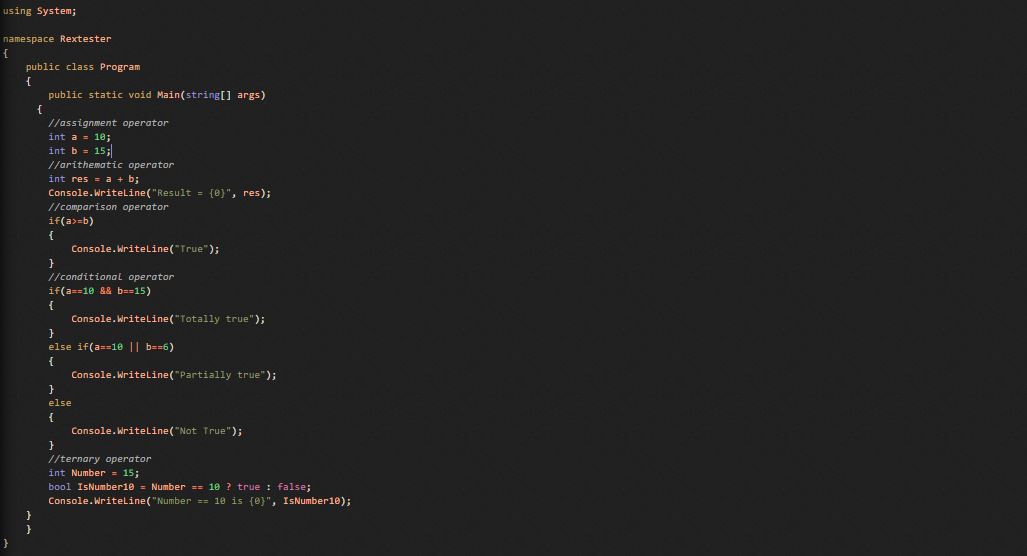 using System;
namespace Rextester
{
public class Program
{
public static void Main(string[] args)
{
//assignment operator
int a = 10;
int b = 15;
//arithematic operator
int res = a + b;
Console.WriteLine("Result = {0}", res);
//comparison operator
if(a>=b)
{
Console.WriteLine("True");
}
//conditional operator
if(a==10 && b==15)
{
Console.WriteLine("Totally true");
}
else if(a==10 || b==6)
{
Console.WriteLine("Partially true");
}
else
{
Console.WriteLine("Not True");
}
//ternary operator
int Number = 15;
bool IsNumber10 = Number == 10 ? true : false;
Console.WriteLine("Number == 10 is {0}", IsNumber10);
}
}
}